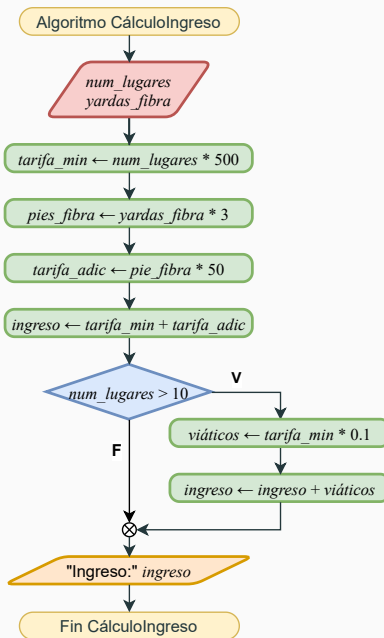 Algoritmo CálculoIngreso
num_lugares
yardas_fibra
tarifa_min ← num_lugares * 500
pies_fibra ← yardas_fibra * 3
tarifa_adic ← pie_fibra * 50
ingreso ← tarifa_min + tarifa_adic
num_lugares > 10
V
viáticos ← tarifa_min * 0.1
F
ingreso ← ingreso + viáticos
"Ingreso:" ingreso
Fin CálculoIngreso